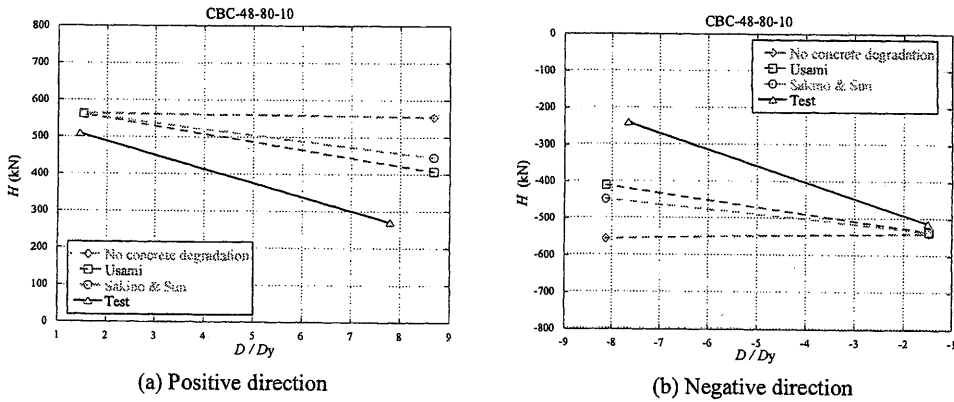 CBC-48-80-10
800
700
600
500
400
300
200
100
0
H (kN)
No concrete degradation
Usami
Sakino & Sun
Test
1 2 3 4 5 6 7 8 9
D / Dy
(a) Positive direction
CBC-48-80-10
0
-100
-200
-300
-400
-500
-600
-700
-800
H (kN)
No concrete degradation
Usami
Sakino & Sun
Test
-9 -8 -7 -6 -5 -4 -3 -2 -1
D / Dy
(b) Negative direction